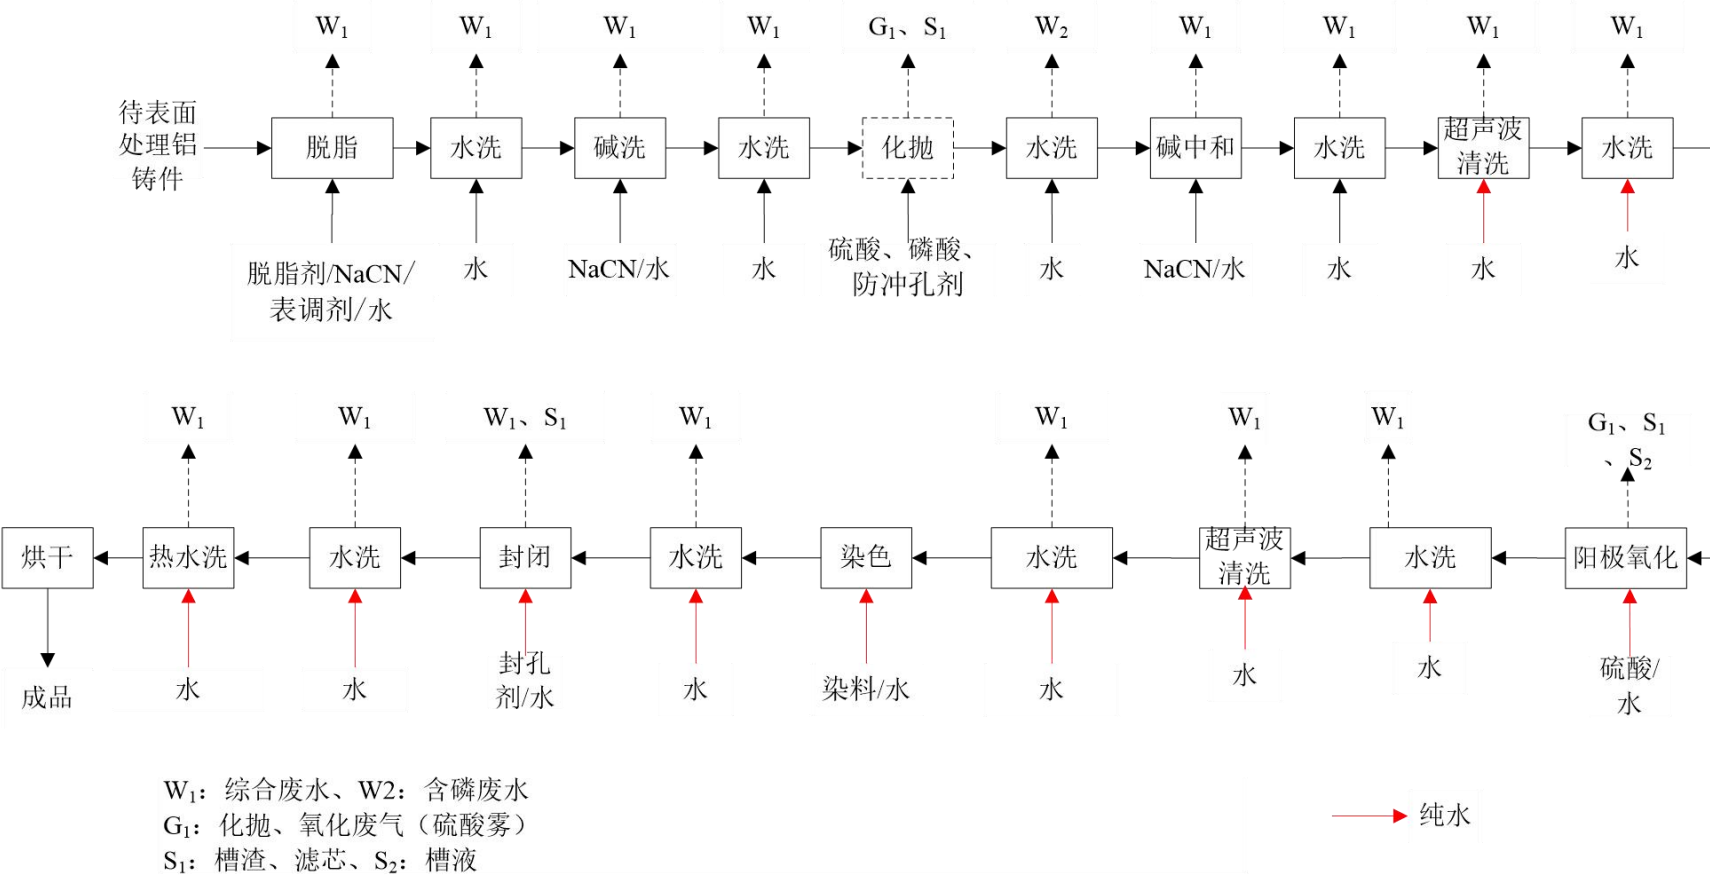 W₁
W₁
W₁
W₁
G₁、S₁
W₂
W₁
W₁
W₁
W₁
待表面
处理铝
铸件
脱脂
水洗
碱洗
水洗
化抛
水洗
碱中和
水洗
超声波
清洗
水洗
脱脂剂/NaCN/
表调剂/水
水
NaCN/水
水
硫酸、磷酸、
防冲孔剂
水
NaCN/水
水
水
水
W₁
W₁
W₁、S₁
W₁
W₁
W₁
W₁
G₁、S₁
、S₂
烘干
热水洗
水洗
封闭
水洗
染色
水洗
超声波
清洗
水洗
阳极氧化
成品
水
水
封孔
剂/水
水
染料/水
水
水
水
硫酸/
水
W₁：综合废水、W2：含磷废水
G₁：化抛、氧化废气（硫酸雾）
S₁：槽渣、滤芯、S₂：槽液
纯水